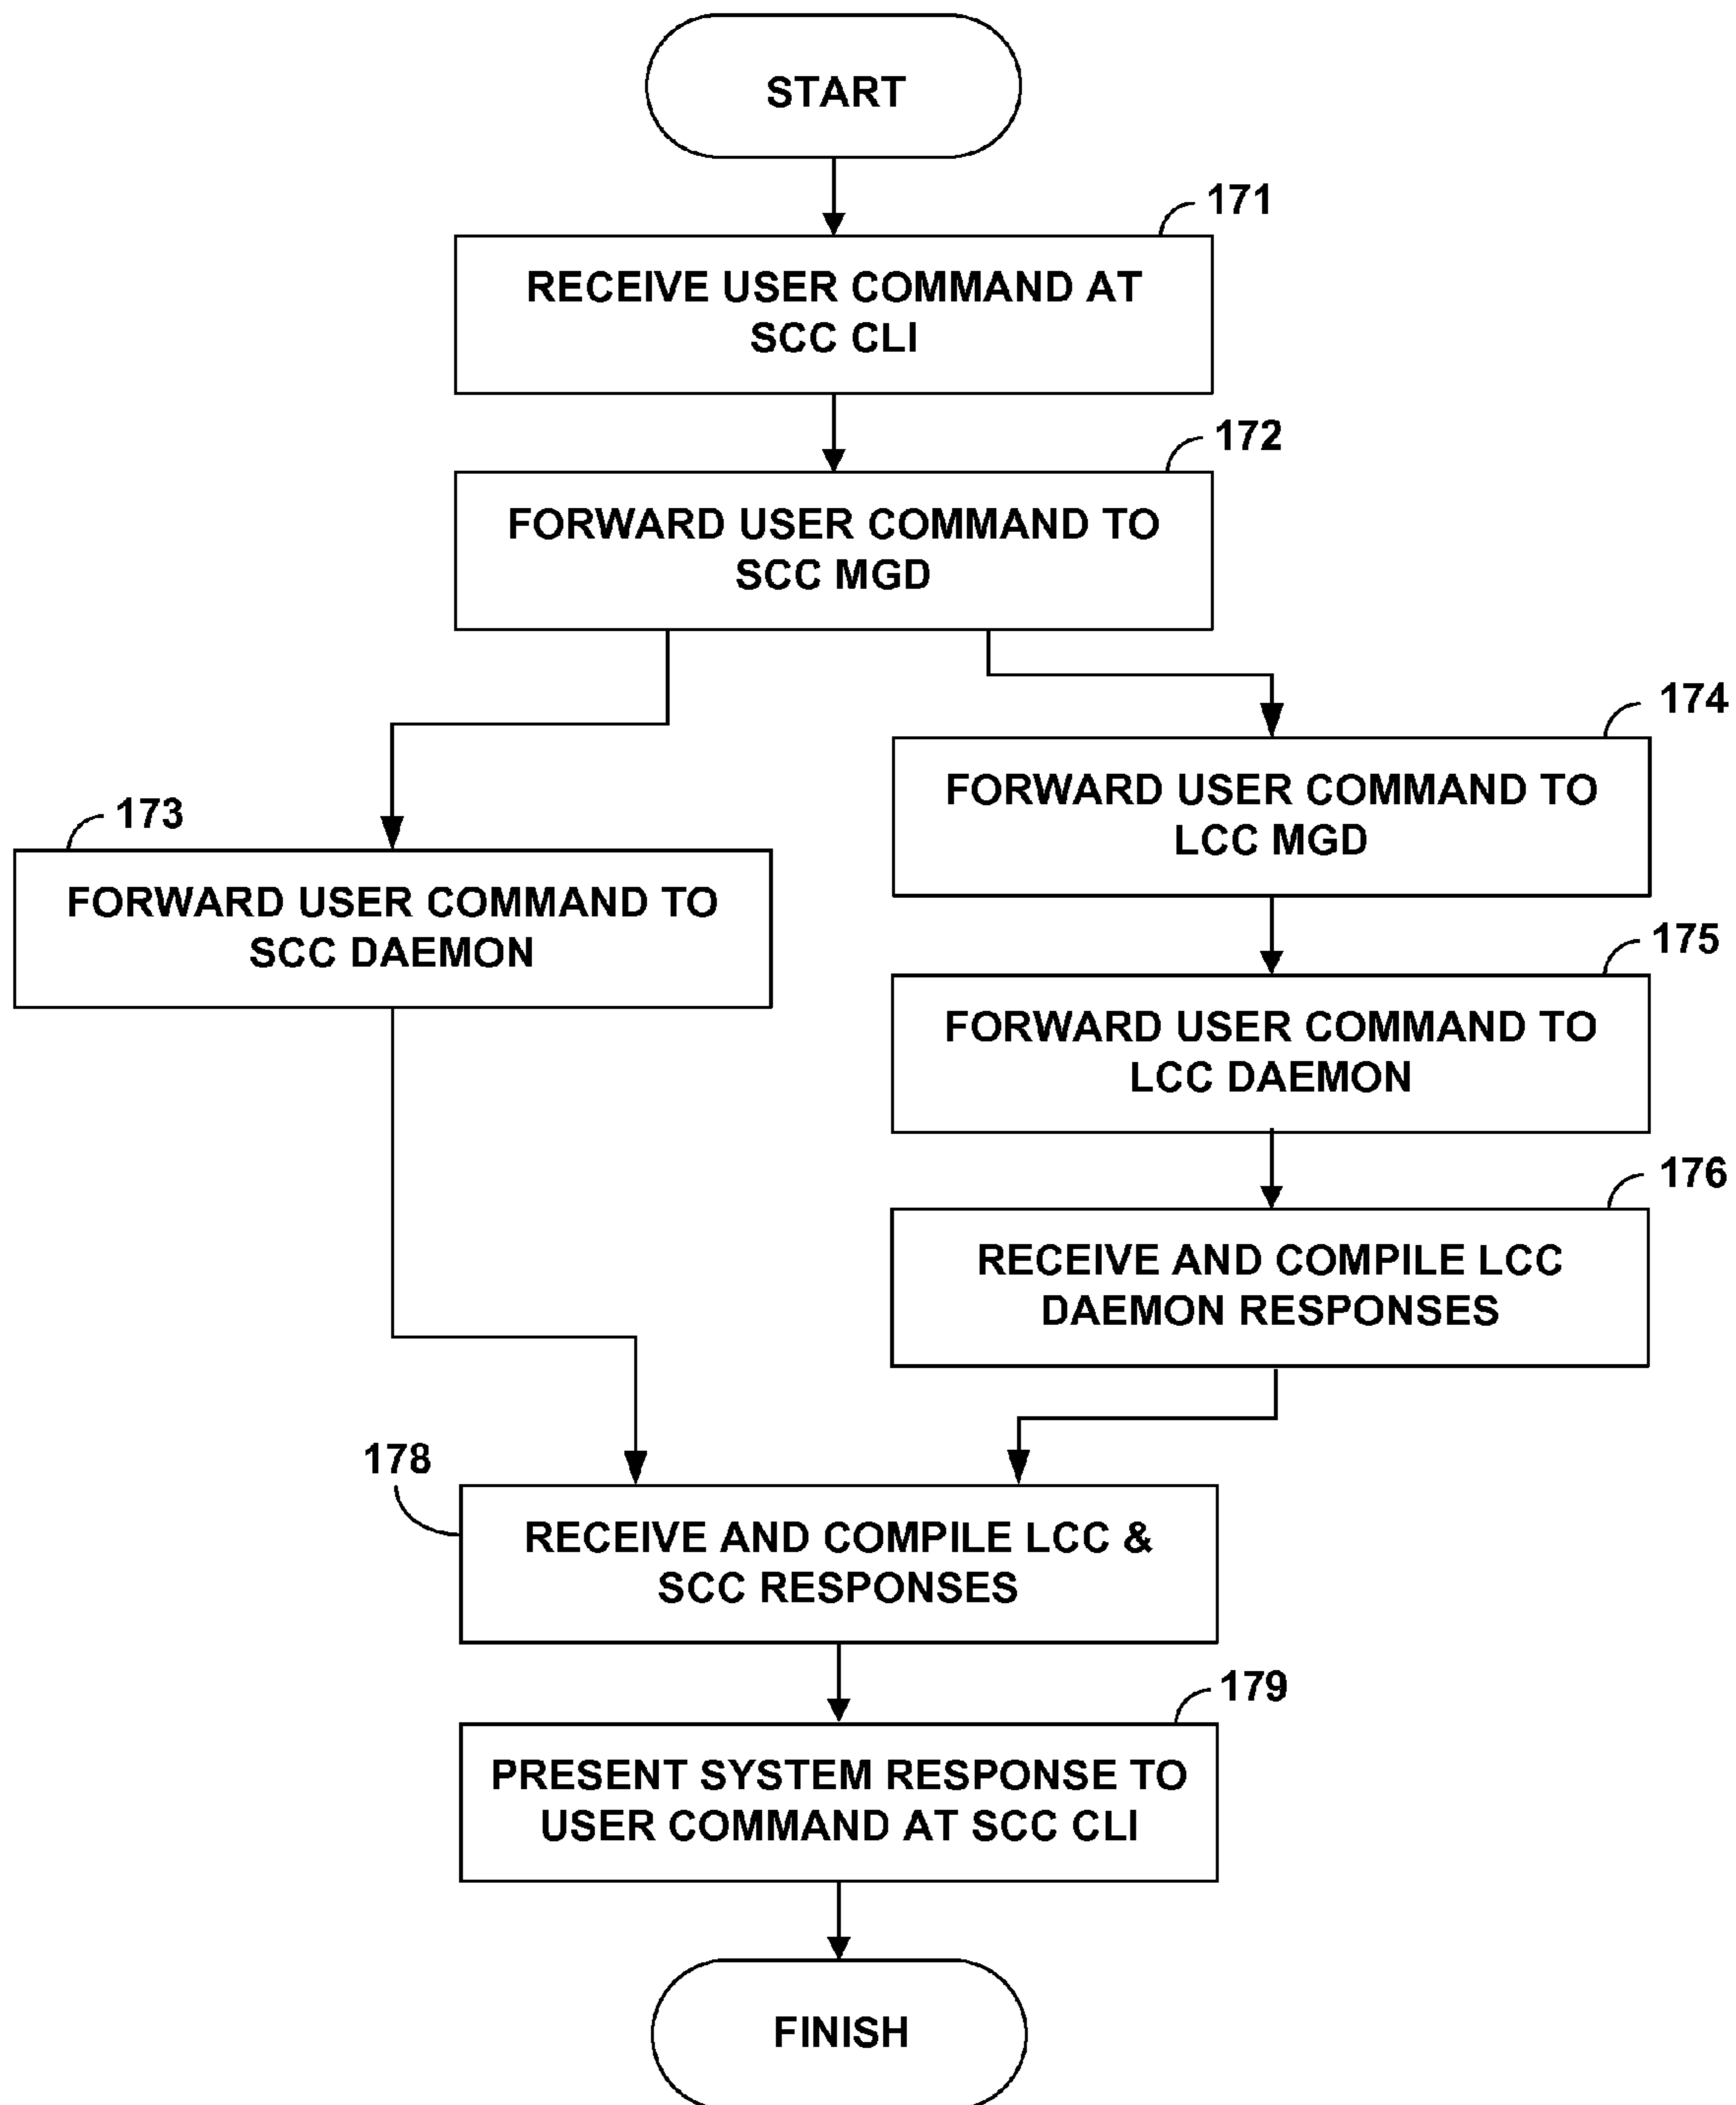 START
171
RECEIVE USER COMMAND AT
SCC CLI
172
FORWARD USER COMMAND TO
SCC MGD
174
FORWARD USER COMMAND TO
LCC MGD
173
FORWARD USER COMMAND TO
SCC DAEMON
175
FORWARD USER COMMAND TO
LCC DAEMON
176
RECEIVE AND COMPILE LCC
DAEMON RESPONSES
178
RECEIVE AND COMPILE LCC &
SCC RESPONSES
179
PRESENT SYSTEM RESPONSE TO
USER COMMAND AT SCC CLI
FINISH